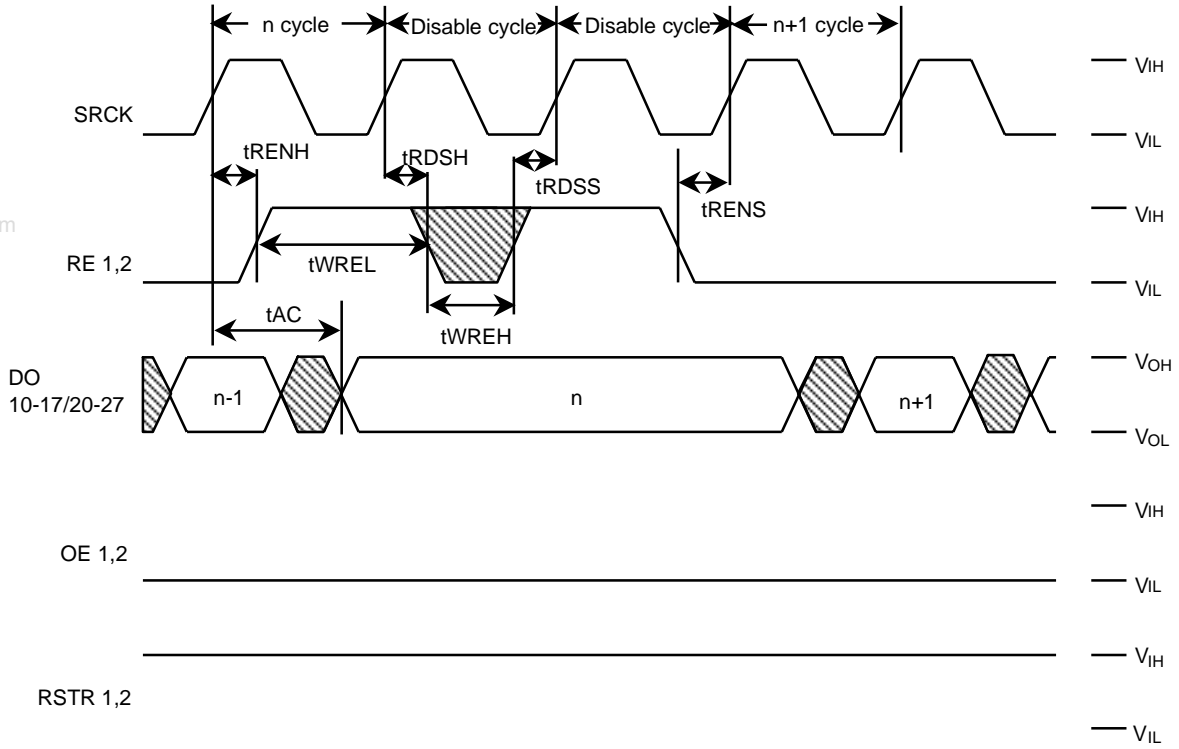 n cycle
Disable cycle
Disable cycle
n+1 cycle
VIH
SRCK
VIL
tRENH
tRDSH
tRDSS
tRENS
VIH
m
RE 1,2
tWREL
VIL
tAC
tWREH
VOH
DO
10-17/20-27
n-1
n
n+1
VOL
VIH
OE 1,2
VIL
VIH
RSTR 1,2
VIL